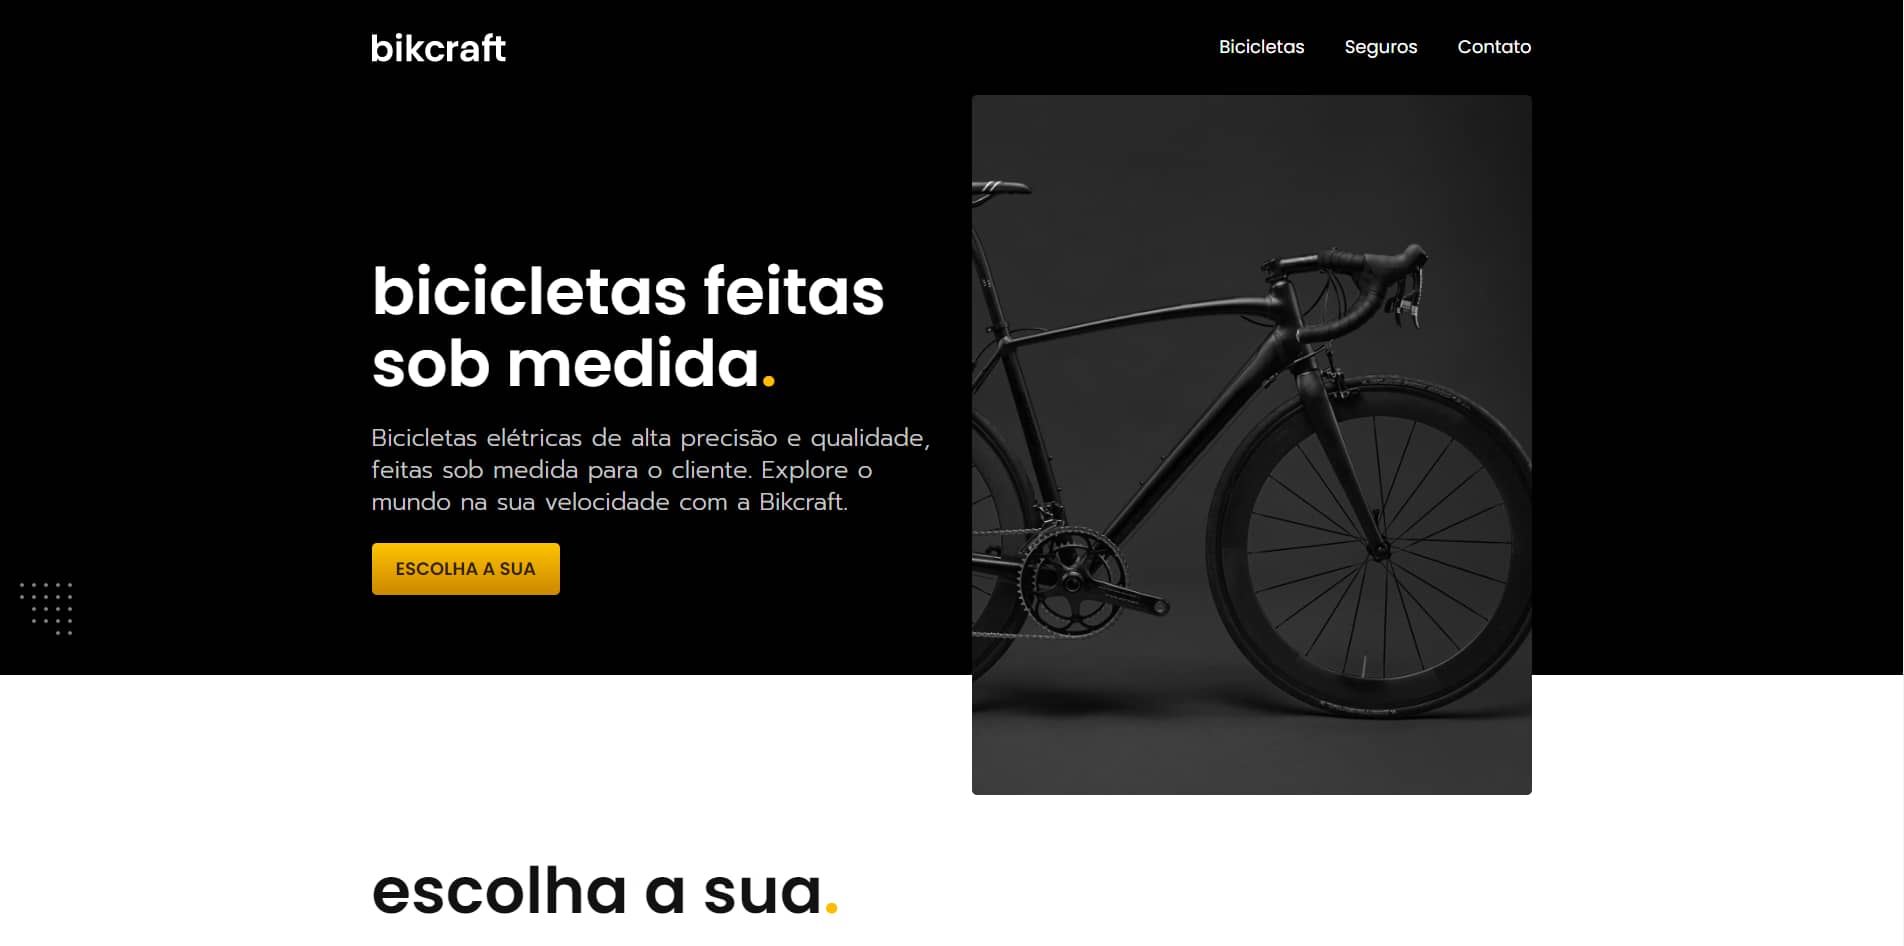 bikcraft
Bicicletas
Seguros
Contato
bicicletas feitas
sob medida.
Bicicletas elétricas de alta precisão e qualidade,
feitas sob medida para o cliente. Explore o
mundo na sua velocidade com a Bikcraft.
ESCOLHA A SUA
escolha a sua.